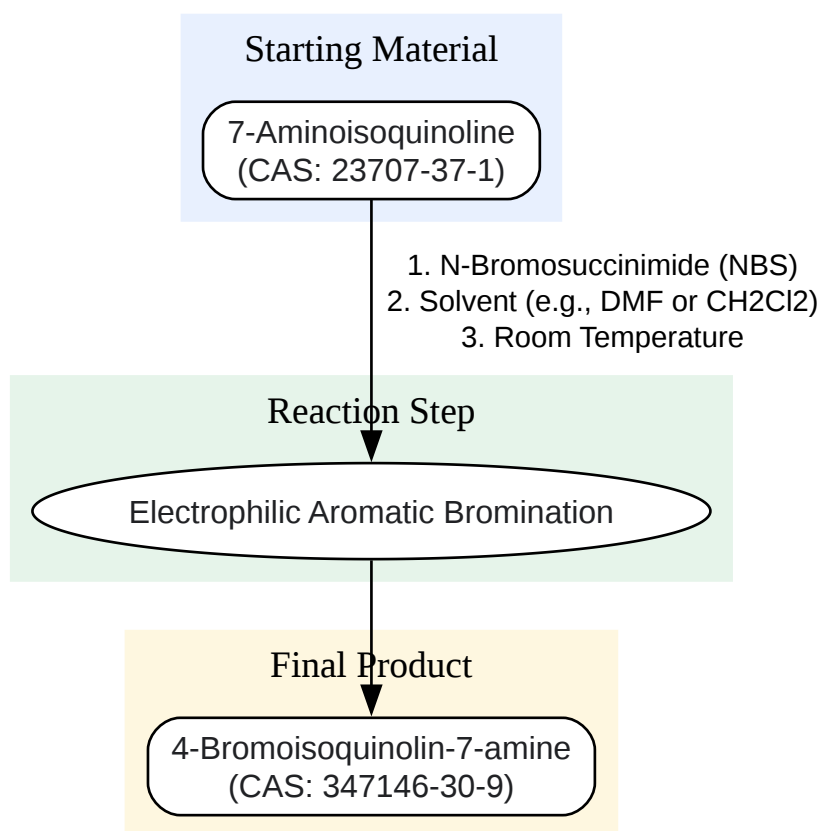 Starting Material
7-Aminoisoquinoline
(CAS: 23707-37-1)
1. N-Bromosuccinimide (NBS)
2. Solvent (e.g., DMF or CH2Cl2)
3. Room Temperature
Reaction Step
Electrophilic Aromatic Bromination
Final Product
4-Bromoisoquinolin-7-amine
(CAS: 347146-30-9)